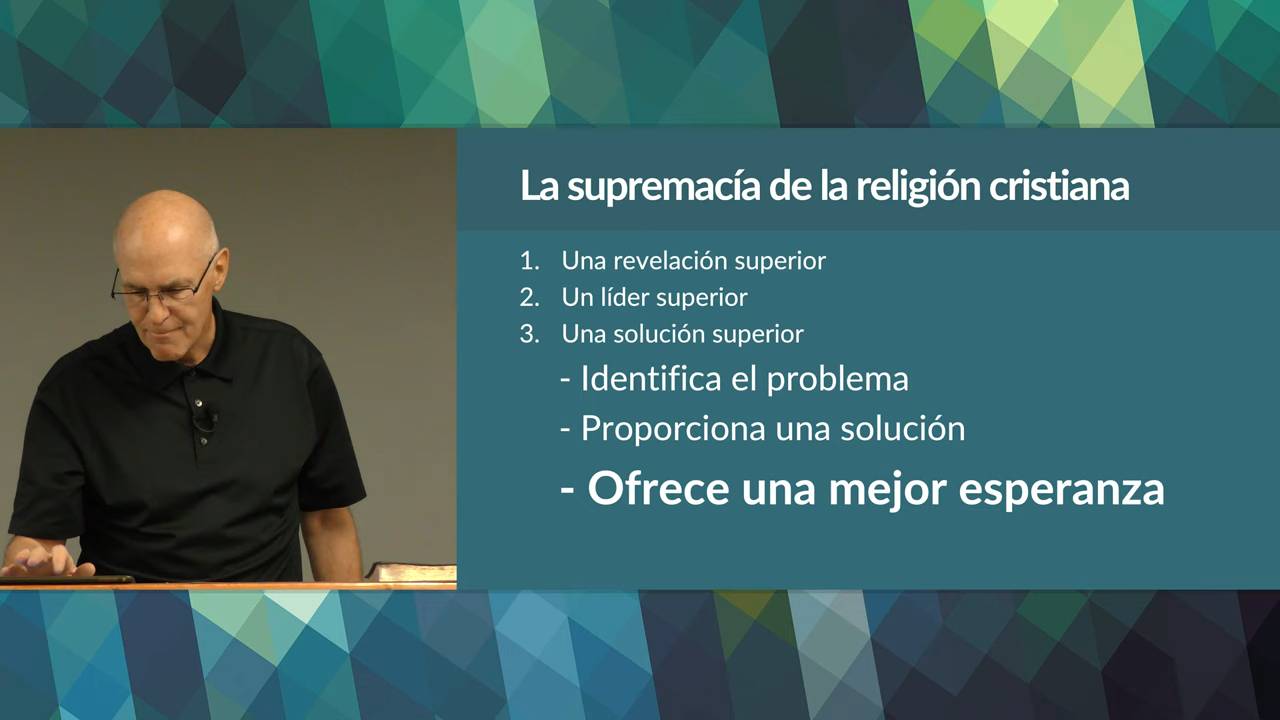 La supremacía de la religión cristiana
1. Una revelación superior
2. Un líder superior
3. Una solución superior
- Identifica el problema
- Proporciona una solución
- Ofrece una mejor esperanza